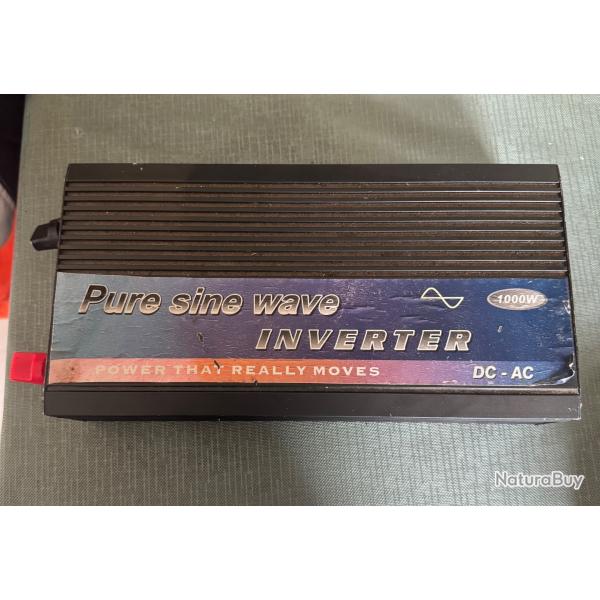 Pure sine wave
1000W
INVERTER
POWER THAT REALLY MOVES
DC - AC
NaturaBuy